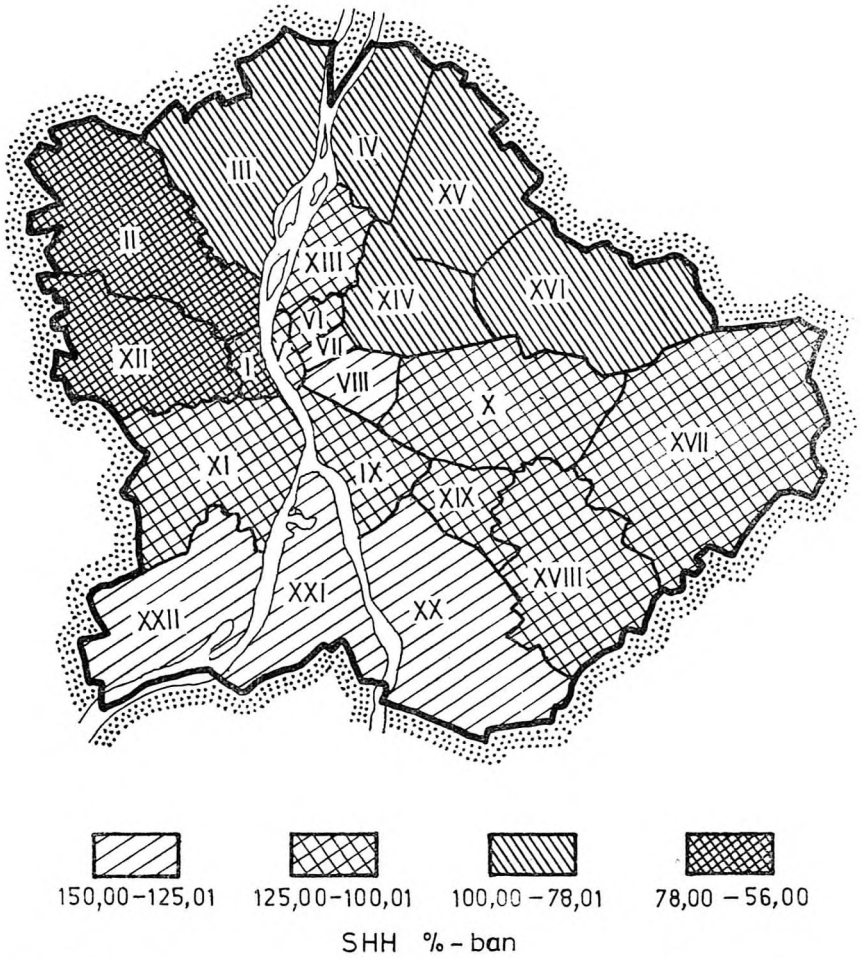 IV
III
XV
II
XIII
XVI
XIV
VI
XII
I
VII
VIII
X
XVII
XI
IX
XIX
XVIII
XXI
XX
XXII
150,00-125,01 125,00-100,01 100,00-78,01 78,00-56,00
SHH %-ban